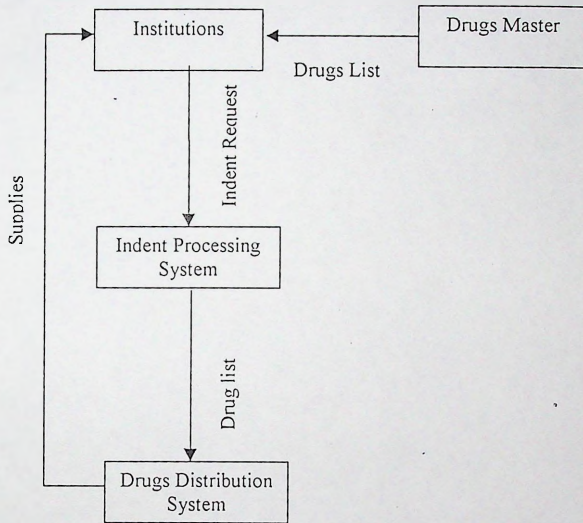 Institutions
Drugs Master
Drugs List
Indent Request
Supplies
Indent Processing
System
Drug list
Drugs Distribution
System